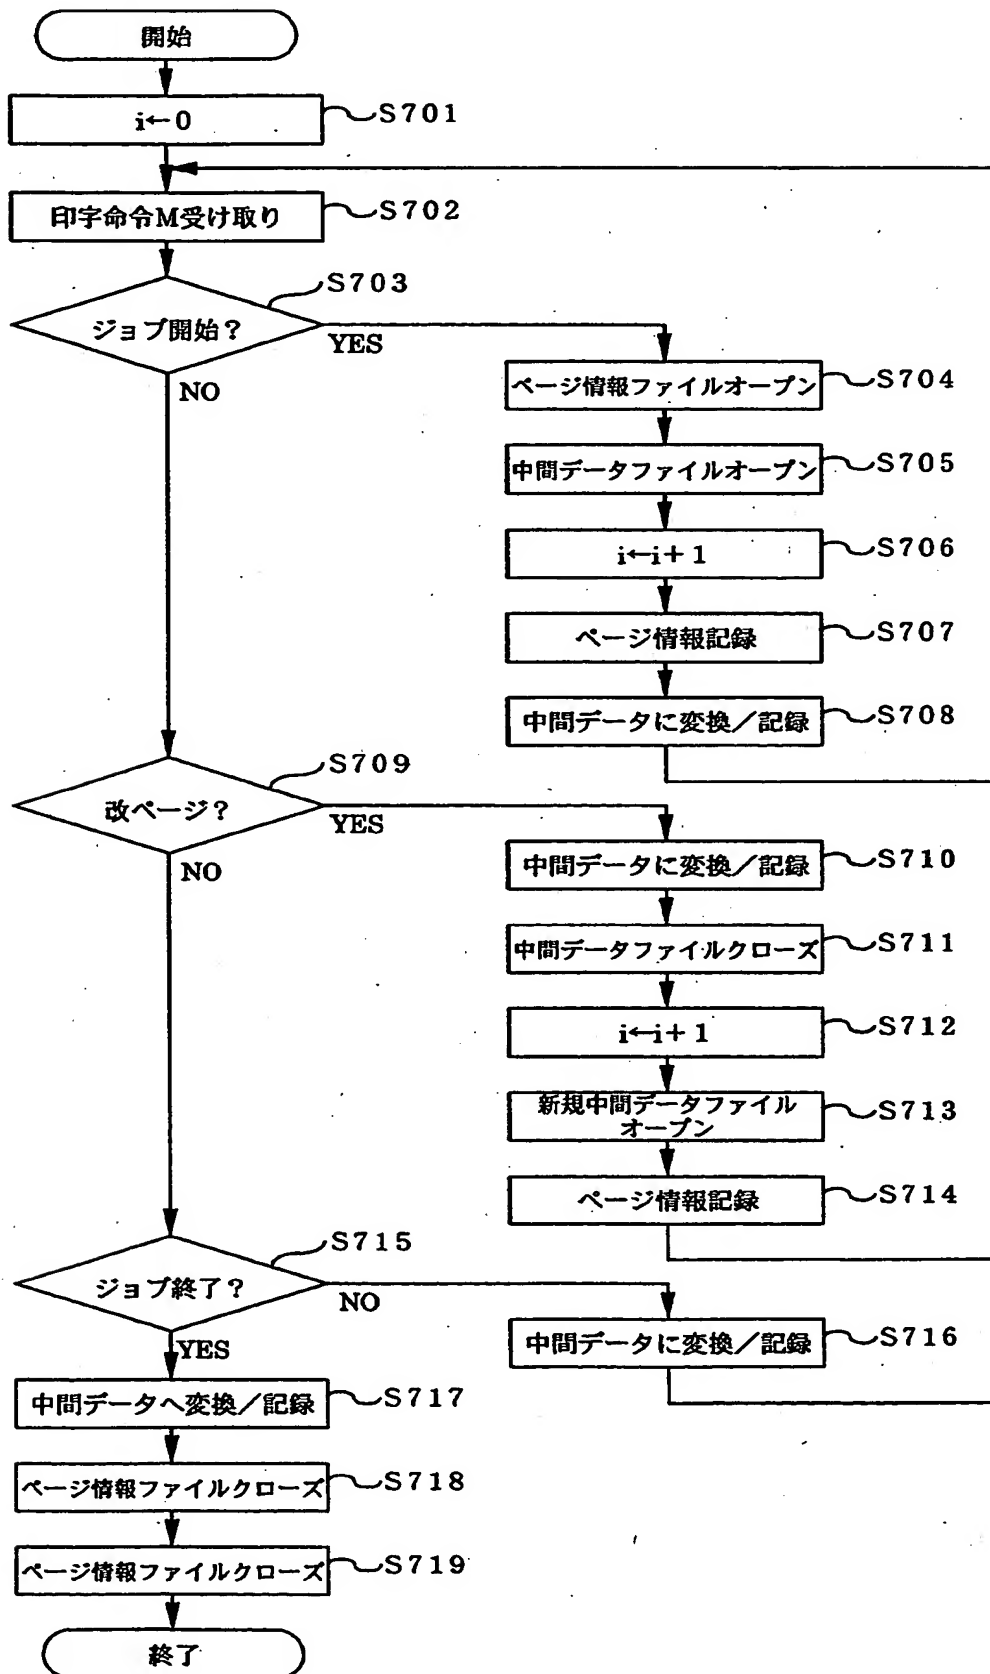 開始
i←0
S701
印字命令M受け取り
S702
S703
ジョブ開始?
YES
NO
ページ情報ファイルオープン
S704
中間データファイルオープン
S705
i←i+1
S706
ページ情報記録
S707
中間データに変換/記録
S708
S709
改ページ?
YES
NO
中間データに変換/記録
S710
中間データファイルクローズ
S711
i←i+1
S712
新規中間データファイル
オープン
S713
ページ情報記録
S714
S715
ジョブ終了?
NO
YES
中間データに変換/記録
S716
中間データへ変換/記録
S717
ページ情報ファイルクローズ
S718
ページ情報ファイルクローズ
S719
終了